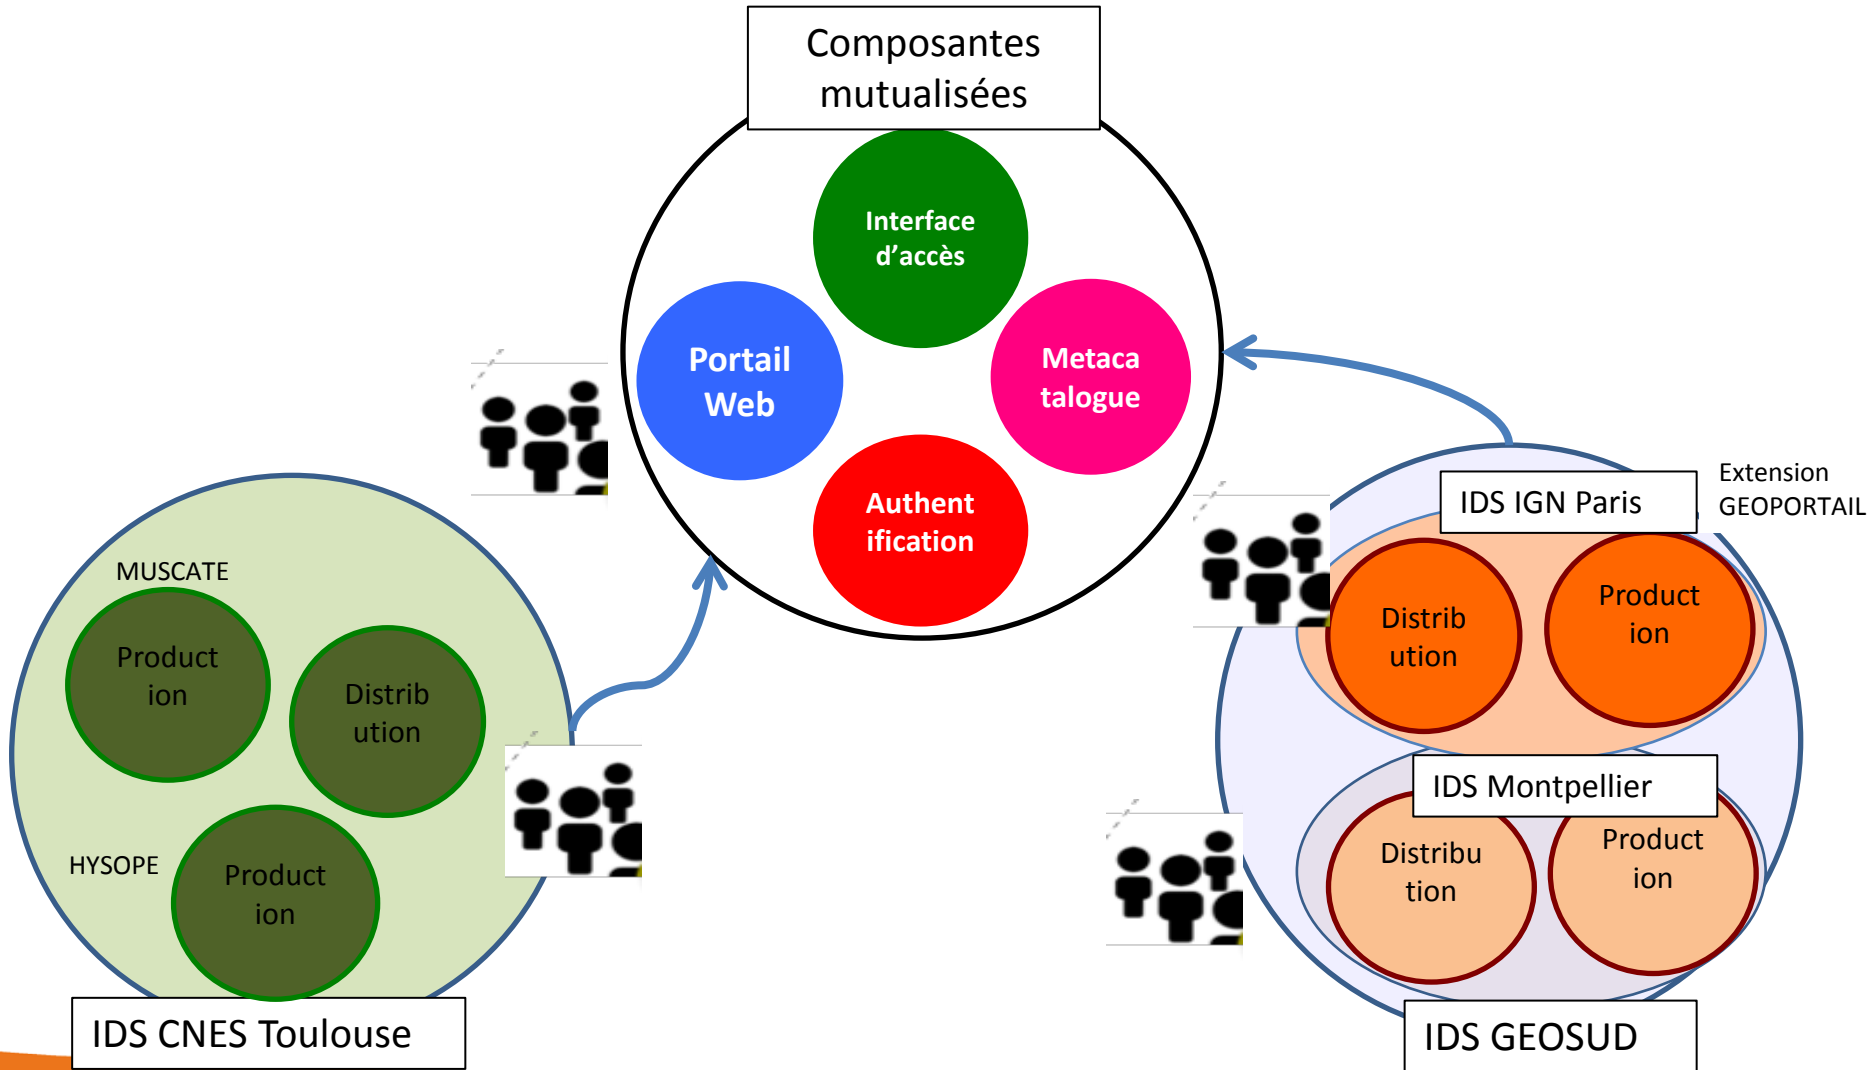 Composantes
mutualisées
Interface
d'accès
Portail
Web
Metaca
talogue
Authent
ification
MUSCATE
Product
ion
Distrib
ution
HYSOPE
Product
ion
IDS CNES Toulouse
IDS IGN Paris
Extension
GEOPORTAIL
Distrib
ution
Product
ion
IDS Montpellier
Distribu
tion
Product
ion
IDS GEOSUD